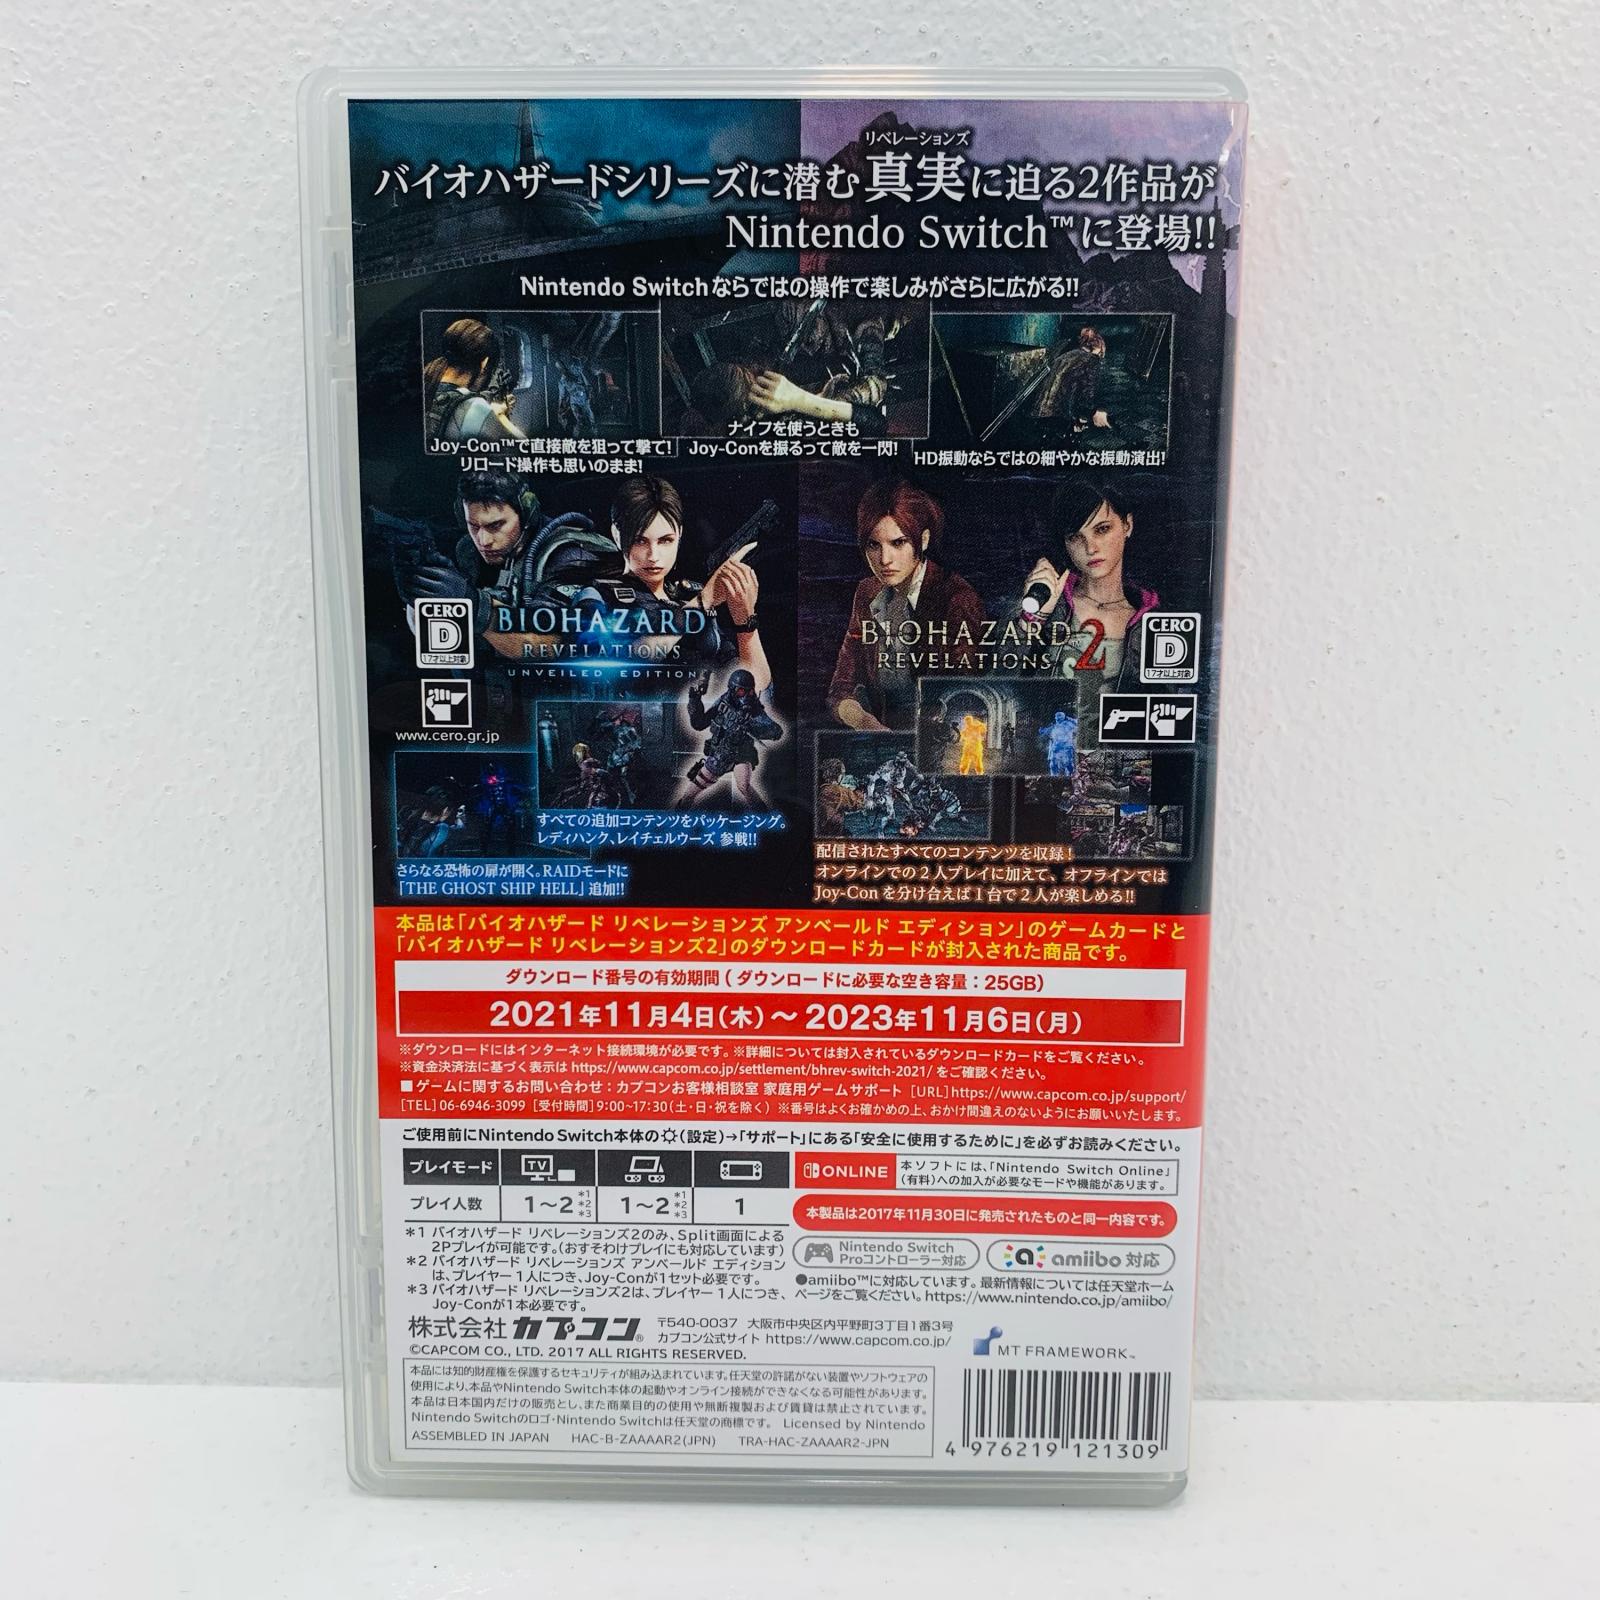 リベレーションズ
バイオハザードシリーズに潜む真実に迫る2作品が
Nintendo Switch™に登場!!
Nintendo Switchならではの操作で楽しみがさらに広がる!!
Joy-Con™で直接敵を狙って撃て!
リロード操作も思いのまま!
ナイフを使うときも
Joy-Conを振るって敵を一閃!
HD振動ならではの細やかな振動演出!
CERO
D
17才以上対象
BIOHAZARD™
REVELATIONS
UNVEILED EDITION
www.cero.gr.jp
BIOHAZARD 2
REVELATIONS
CERO
D
17才以上対象
すべての追加コンテンツをパッケージング。
レディハンク、レイチェルウーズ 参戦!!
さらなる恐怖の扉が開く。RAIDモードに
「THE GHOST SHIP HELL」追加!!
配信されたすべてのコンテンツを収録!
オンラインでの2人プレイに加えて、オフラインでは
Joy-Con を分け合えば1台で2人が楽しめる!!
本品は「バイオハザード リベレーションズ アンベールド エディション」のゲームカードと
「バイオハザード リベレーションズ2」のダウンロードカードが封入された商品です。
ダウンロード番号の有効期間(ダウンロードに必要な空き容量:25GB)
2021年11月4日(木)～2023年11月6日(月)
※ダウンロードにはインターネット接続環境が必要です。※詳細については封入されているダウンロードカードをご覧ください。
※資金決済法に基づく表示は https://www.capcom.co.jp/settlement/bhrev-switch-2021/ をご確認ください。
■ゲームに関するお問い合わせ:カプコンお客様相談室 家庭用ゲームサポート [URL]https://www.capcom.co.jp/support/
[TEL]06-6946-3099 [受付時間]9:00~17:30(土・日・祝を除く) ※番号はよくお確かめの上、おかけ間違えのないようにお願いいたします。
ご使用前にNintendo Switch本体の(設定)→「サポート」にある「安全に使用するために」を必ずお読みください。
プレイモード TV
プレイ人数 1～2 *1 *2 *3 1～2 *1 *2 *3 1
ONLINE 本ソフトには、「Nintendo Switch Online」
(有料)への加入が必要なモードや機能があります。
本製品は2017年11月30日に発売されたものと同一内容です。
Nintendo Switch
Proコントローラー対応
amiibo 対応
*1 バイオハザード リベレーションズ2のみ、Split画面による
2Pプレイが可能です。(おすそわけプレイにも対応しています)
*2 バイオハザード リベレーションズ アンベールド エディション
は、プレイヤー1人につき、Joy-Conが1セット必要です。
*3 バイオハザード リベレーションズ2は、プレイヤー1人につき、
Joy-Conが1本必要です。
●amiibo™に対応しています。最新情報については任天堂ホーム
ページをご覧ください。https://www.nintendo.co.jp/amiibo/
株式会社カプコン® 〒540-0037 大阪市中央区内平野町3丁目1番3号
カプコン公式サイト https://www.capcom.co.jp/
©CAPCOM CO., LTD. 2017 ALL RIGHTS RESERVED.
MT FRAMEWORK™
本品には知的財産権を保護するセキュリティが組み込まれています。任天堂の許諾がない装置やソフトウェアの
使用により、本品やNintendo Switch本体の起動やオンライン接続ができなくなる可能性があります。
本品は日本国内だけの販売とし、また商業目的の使用や無断複製および賃貸は禁止されています。
Nintendo Switchのロゴ・Nintendo Switchは任天堂の商標です。 Licensed by Nintendo
ASSEMBLED IN JAPAN HAC-B-ZAAAAR2(JPN) TRA-HAC-ZAAAAR2-JPN
4 976219 121309